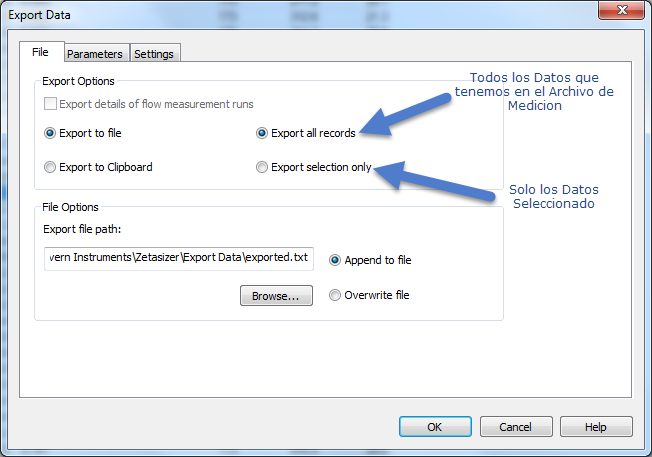 Export Data
File
Parameters
Settings
Export Options
Export details of flow measurement runs
Export to file
Export all records
Export to Clipboard
Export selection only
Todos los Datos que
tenemos en el Archivo de
Medicion
Solo los Datos
Seleccionado
File Options
Export file path:
vern Instruments\Zetasizer\Export Data\exported.txt
Append to file
Browse...
Overwrite file
OK
Cancel
Help